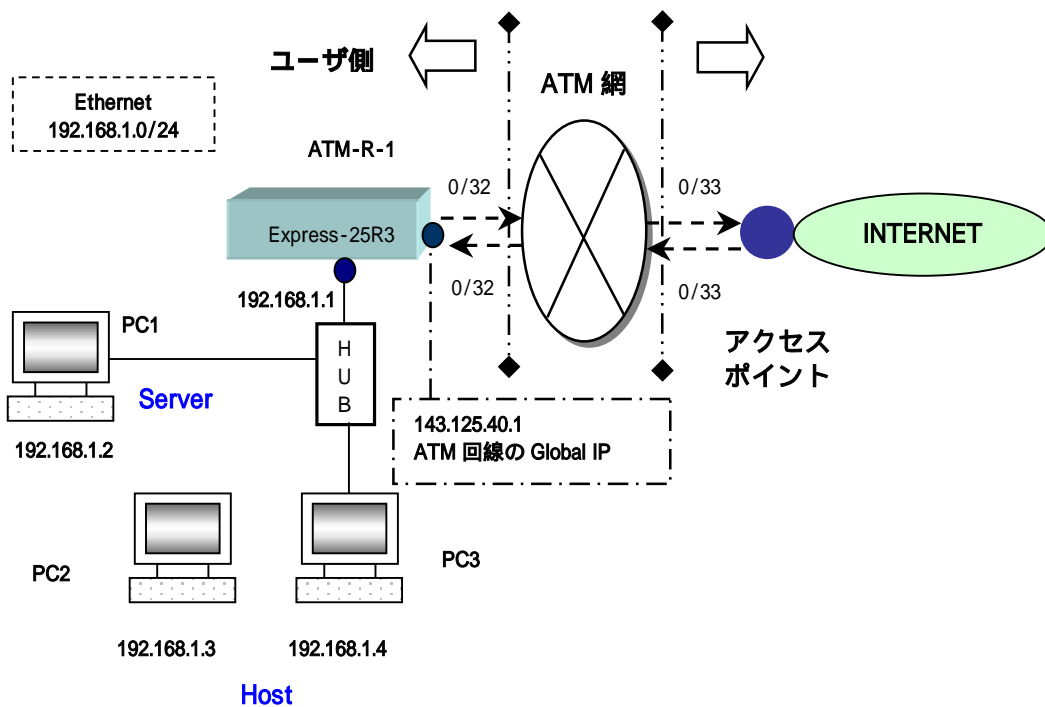 ユーザ側
ATM 網
Ethernet
192.168.1.0/24
ATM-R-1
0/32
0/33
Express-25R3
INTERNET
0/32
0/33
192.168.1.1
PC1
H
U
B
アクセス
ポイント
Server
192.168.1.2
143.125.40.1
ATM 回線の Global IP
PC2
PC3
192.168.1.3
192.168.1.4
Host